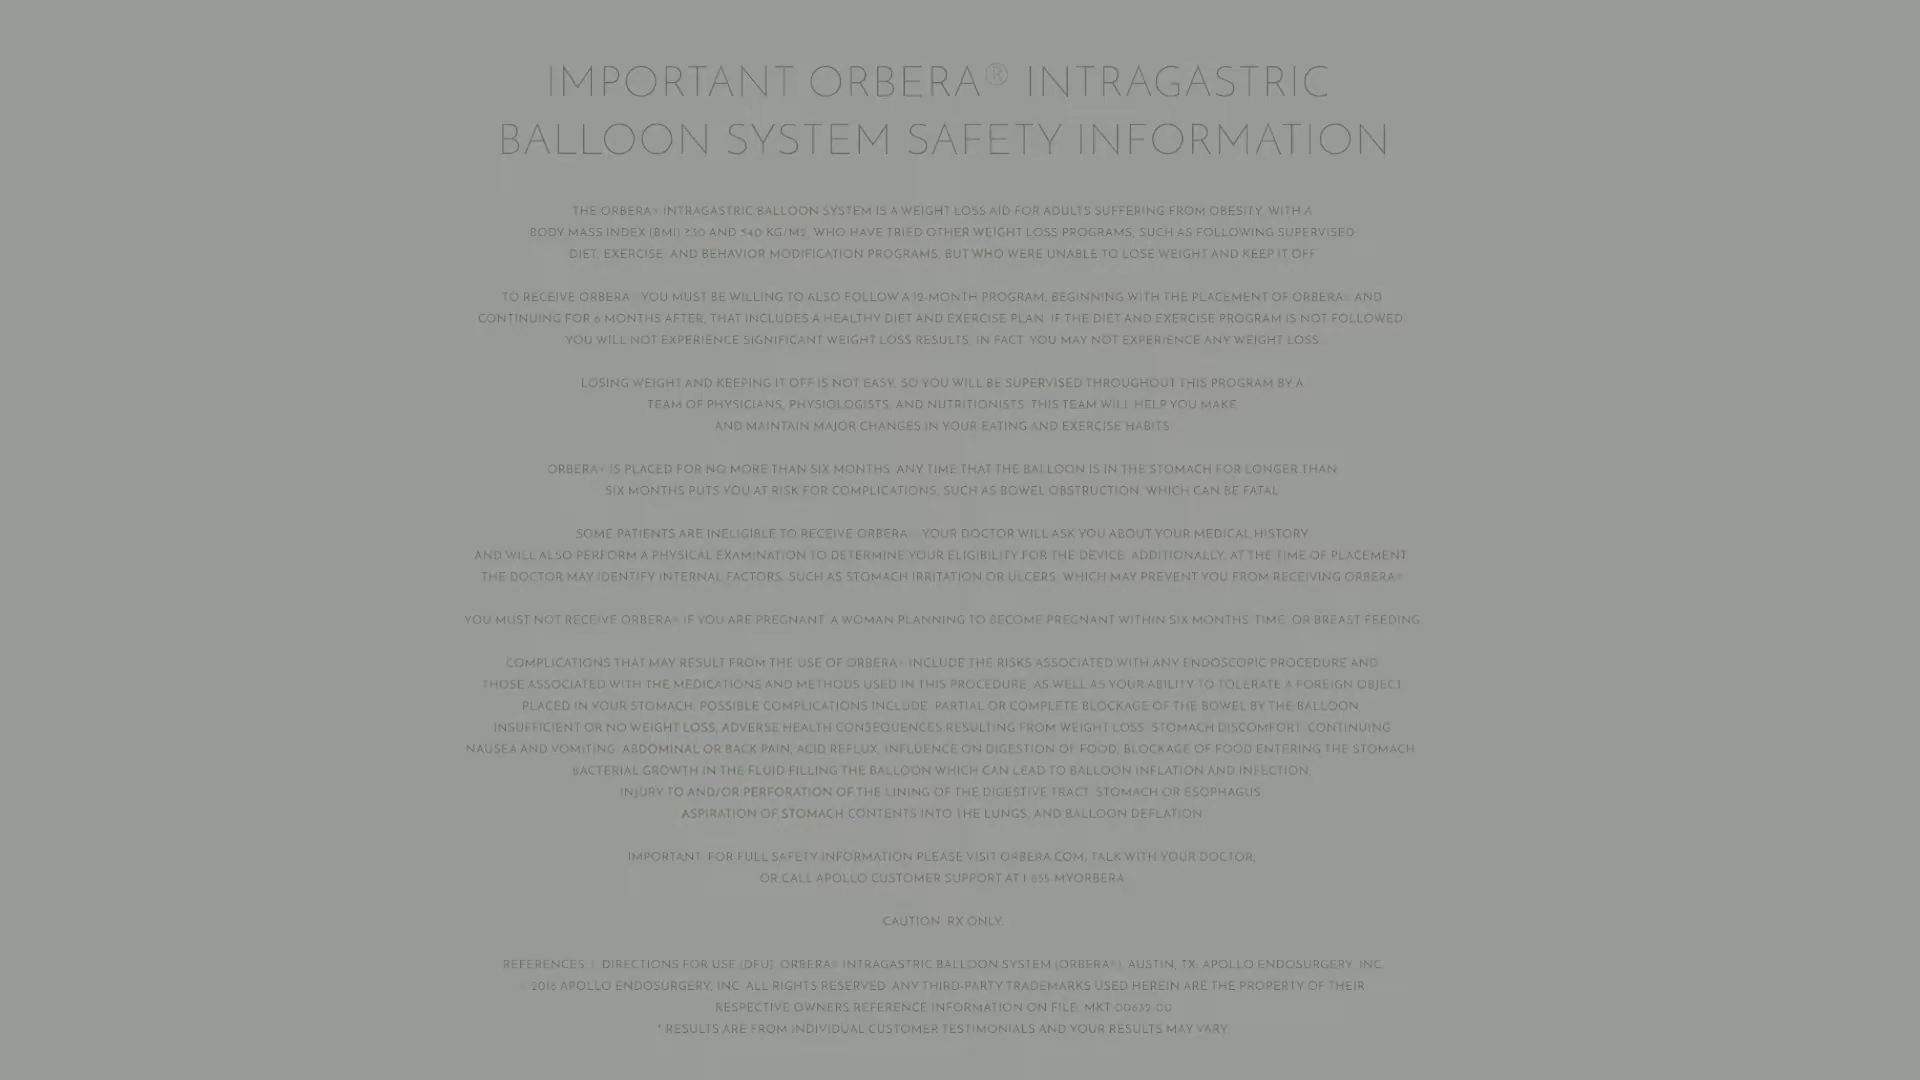 IMPORTANT ORBERA® INTRAGASTRIC
BALLOON SYSTEM SAFETY INFORMATION
THE ORBERA® INTRAGASTRIC BALLOON SYSTEM IS A WEIGHT LOSS AID FOR ADULTS SUFFERING FROM OBESITY, WITH A
BODY MASS INDEX (BMI) ≥30 AND ≤40 KG/M2, WHO HAVE TRIED OTHER WEIGHT LOSS PROGRAMS, SUCH AS FOLLOWING SUPERVISED
DIET, EXERCISE, AND BEHAVIOR MODIFICATION PROGRAMS, BUT WHO WERE UNABLE TO LOSE WEIGHT AND KEEP IT OFF.
TO RECEIVE ORBERA® YOU MUST BE WILLING TO ALSO FOLLOW A 12-MONTH PROGRAM, BEGINNING WITH THE PLACEMENT OF ORBERA® AND
CONTINUING FOR 6 MONTHS AFTER, THAT INCLUDES A HEALTHY DIET AND EXERCISE PLAN. IF THE DIET AND EXERCISE PROGRAM IS NOT FOLLOWED,
YOU WILL NOT EXPERIENCE SIGNIFICANT WEIGHT LOSS RESULTS; IN FACT, YOU MAY NOT EXPERIENCE ANY WEIGHT LOSS.
LOSING WEIGHT AND KEEPING IT OFF IS NOT EASY, SO YOU WILL BE SUPERVISED THROUGHOUT THIS PROGRAM BY A
TEAM OF PHYSICIANS, PHYSIOLOGISTS, AND NUTRITIONISTS. THIS TEAM WILL HELP YOU MAKE
AND MAINTAIN MAJOR CHANGES IN YOUR EATING AND EXERCISE HABITS.
ORBERA® IS PLACED FOR NO MORE THAN SIX MONTHS. ANY TIME THAT THE BALLOON IS IN THE STOMACH FOR LONGER THAN
SIX MONTHS PUTS YOU AT RISK FOR COMPLICATIONS, SUCH AS BOWEL OBSTRUCTION, WHICH CAN BE FATAL.
SOME PATIENTS ARE INELIGIBLE TO RECEIVE ORBERA®. YOUR DOCTOR WILL ASK YOU ABOUT YOUR MEDICAL HISTORY
AND WILL ALSO PERFORM A PHYSICAL EXAMINATION TO DETERMINE YOUR ELIGIBILITY FOR THE DEVICE. ADDITIONALLY, AT THE TIME OF PLACEMENT,
THE DOCTOR MAY IDENTIFY INTERNAL FACTORS, SUCH AS STOMACH IRRITATION OR ULCERS, WHICH MAY PREVENT YOU FROM RECEIVING ORBERA®.
YOU MUST NOT RECEIVE ORBERA® IF YOU ARE PREGNANT, A WOMAN PLANNING TO BECOME PREGNANT WITHIN SIX MONTHS' TIME, OR BREAST FEEDING.
COMPLICATIONS THAT MAY RESULT FROM THE USE OF ORBERA® INCLUDE THE RISKS ASSOCIATED WITH ANY ENDOSCOPIC PROCEDURE AND
THOSE ASSOCIATED WITH THE MEDICATIONS AND METHODS USED IN THIS PROCEDURE, AS WELL AS YOUR ABILITY TO TOLERATE A FOREIGN OBJECT
PLACED IN YOUR STOMACH. POSSIBLE COMPLICATIONS INCLUDE: PARTIAL OR COMPLETE BLOCKAGE OF THE BOWEL BY THE BALLOON,
INSUFFICIENT OR NO WEIGHT LOSS, ADVERSE HEALTH CONSEQUENCES RESULTING FROM WEIGHT LOSS, STOMACH DISCOMFORT, CONTINUING
NAUSEA AND VOMITING, ABDOMINAL OR BACK PAIN, ACID REFLUX, INFLUENCE ON DIGESTION OF FOOD, BLOCKAGE OF FOOD ENTERING THE STOMACH,
BACTERIAL GROWTH IN THE FLUID FILLING THE BALLOON WHICH CAN LEAD TO BALLOON INFLATION AND INFECTION,
INJURY TO AND/OR PERFORATION OF THE LINING OF THE DIGESTIVE TRACT, STOMACH OR ESOPHAGUS,
ASPIRATION OF STOMACH CONTENTS INTO THE LUNGS, AND BALLOON DEFLATION.
IMPORTANT: FOR FULL SAFETY INFORMATION PLEASE VISIT ORBERA.COM, TALK WITH YOUR DOCTOR,
OR CALL APOLLO CUSTOMER SUPPORT AT 1-855-MYORBERA.
CAUTION: RX ONLY.
REFERENCES: 1. DIRECTIONS FOR USE (DFU). ORBERA® INTRAGASTRIC BALLOON SYSTEM (ORBERA®). AUSTIN, TX: APOLLO ENDOSURGERY, INC.
© 2018 APOLLO ENDOSURGERY, INC. ALL RIGHTS RESERVED. ANY THIRD-PARTY TRADEMARKS USED HEREIN ARE THE PROPERTY OF THEIR
RESPECTIVE OWNERS REFERENCE INFORMATION ON FILE. MKT-00632-00
* RESULTS ARE FROM INDIVIDUAL CUSTOMER TESTIMONIALS AND YOUR RESULTS MAY VARY.